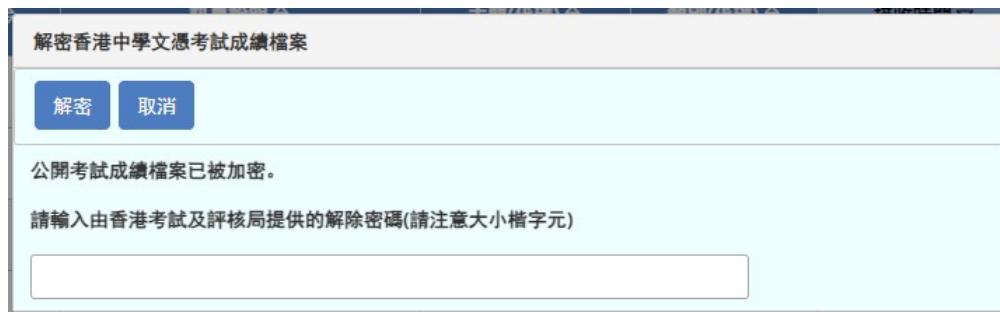 解密香港中學文憑考試成績檔案
解密 取消
公開考試成績檔案已被加密。
請輸入由香港考試及評核局提供的解除密碼(請注意大小楷字元)